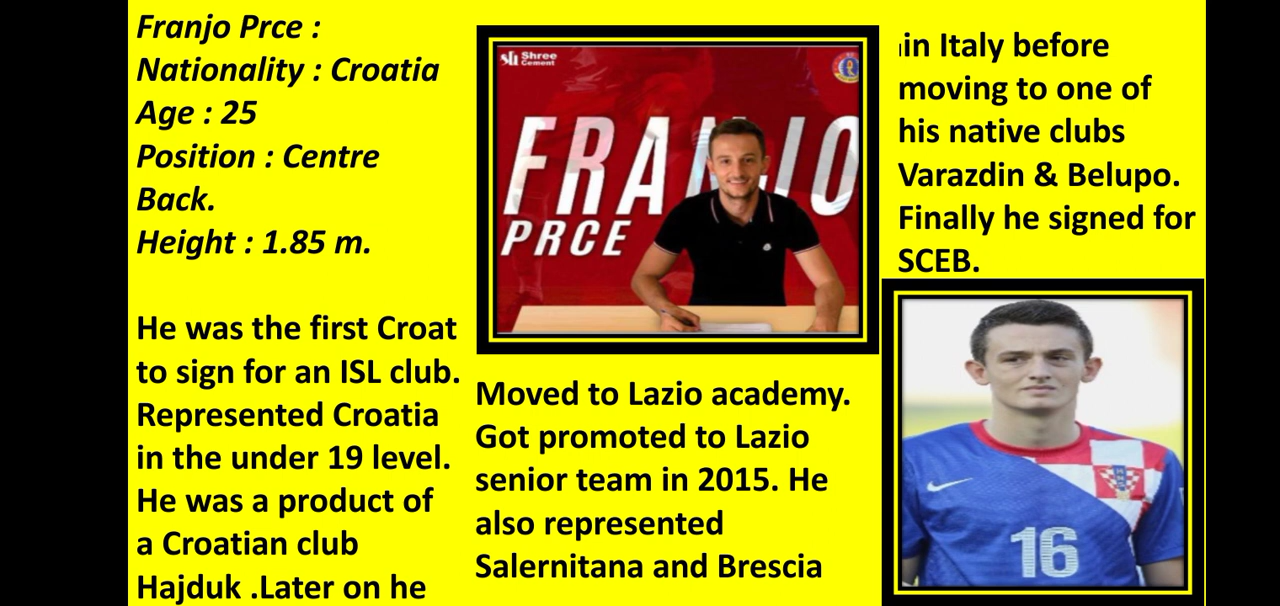 Franjo Prce :
Nationality : Croatia
Age : 25
Position : Centre
Back.
Height : 1.85 m.
He was the first Croat
to sign for an ISL club.
Represented Croatia
in the under 19 level.
He was a product of
a Croatian club
Hajduk .Later on he
Shree
Cement
FRANJO
PRCE
Moved to Lazio academy.
Got promoted to Lazio
senior team in 2015. He
also represented
Salernitana and Brescia
in Italy before
moving to one of
his native clubs
Varazdin & Belupo.
Finally he signed for
SCEB.
16